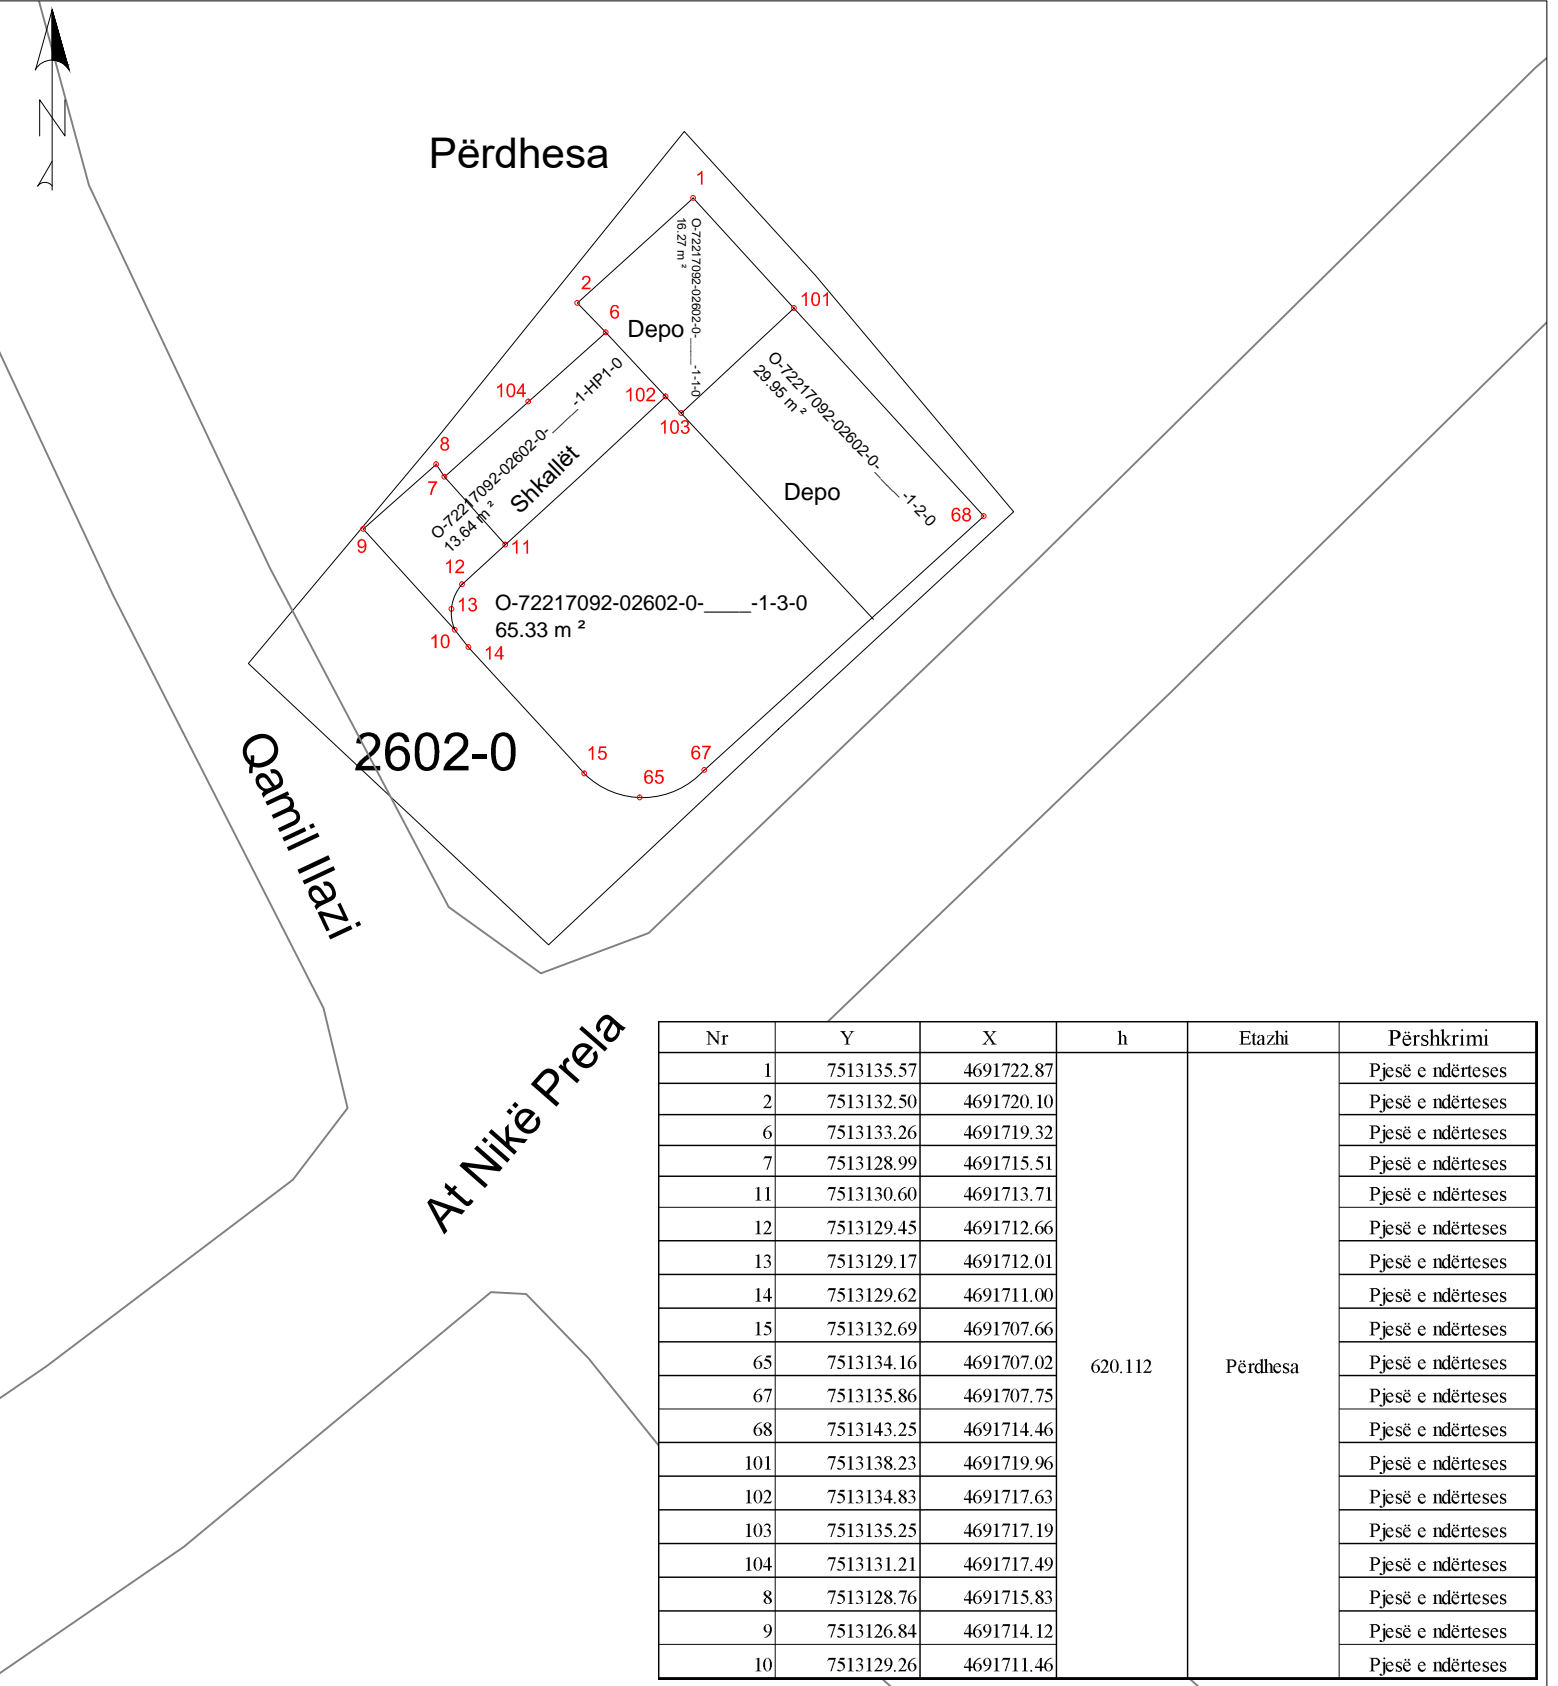 N
Përdhesa
1
2
6
101
O-72217092-02602-0-____-1-1-0
16.27 m ²
Depo
104
102
103
O-72217092-02602-0-____-1-HP1-0
13.64 m ²
Shkallët
O-72217092-02602-0-____-1-2-0
29.95 m ²
Depo
8
7
68
9
11
12
13
O-72217092-02602-0-____-1-3-0
65.33 m ²
10
14
15
67
65
2602-0
Qamil Ilazi
At Nikë Prela
Nr Y X h Etazhi Përshkrimi
1 7513135.57 4691722.87 Pjesë e ndërteses
2 7513132.50 4691720.10 Pjesë e ndërteses
6 7513133.26 4691719.32 Pjesë e ndërteses
7 7513128.99 4691715.51 Pjesë e ndërteses
11 7513130.60 4691713.71 Pjesë e ndërteses
12 7513129.45 4691712.66 Pjesë e ndërteses
13 7513129.17 4691712.01 Pjesë e ndërteses
14 7513129.62 4691711.00 Pjesë e ndërteses
15 7513132.69 4691707.66 Pjesë e ndërteses
65 7513134.16 4691707.02 620.112 Përdhesa Pjesë e ndërteses
67 7513135.86 4691707.75 Pjesë e ndërteses
68 7513143.25 4691714.46 Pjesë e ndërteses
101 7513138.23 4691719.96 Pjesë e ndërteses
102 7513134.83 4691717.63 Pjesë e ndërteses
103 7513135.25 4691717.19 Pjesë e ndërteses
104 7513131.21 4691717.49 Pjesë e ndërteses
8 7513128.76 4691715.83 Pjesë e ndërteses
9 7513126.84 4691714.12 Pjesë e ndërteses
10 7513129.26 4691711.46 Pjesë e ndërteses